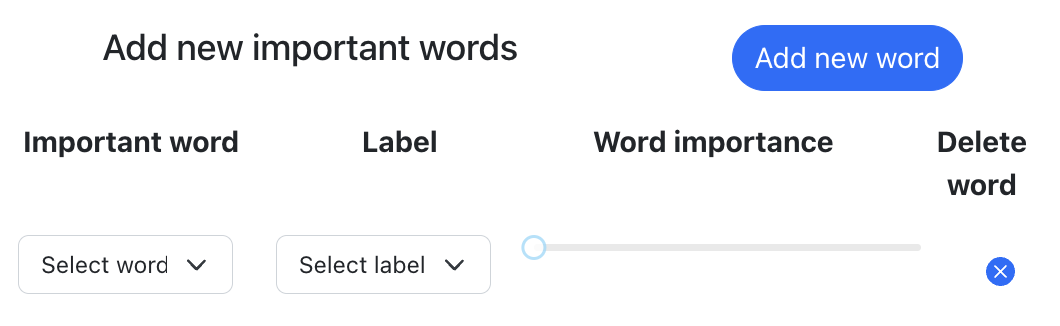 Add new important words
Add new word
Important word
Label
Word importance
Delete
word
Select word
Select label